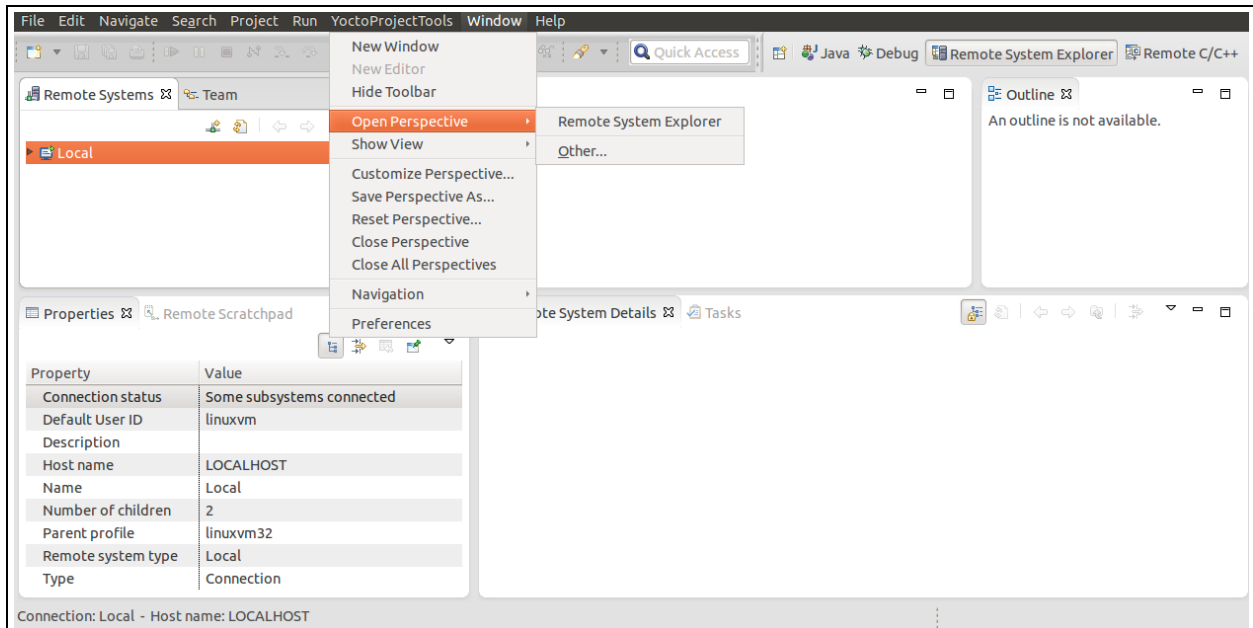 File Edit Navigate Search Project Run YoctoProjectTools Window Help
Quick Access Java Debug Remote System Explorer Remote C/C++
New Window
New Editor
Hide Toolbar
Open Perspective
Show View
Customize Perspective...
Save Perspective As...
Reset Perspective...
Close Perspective
Close All Perspectives
Navigation
Preferences
Remote System Explorer
Other...
Remote Systems Team
Local
Outline
An outline is not available.
Properties Remote Scratchpad
System Details Tasks
Property Value
Connection status Some subsystems connected
Default User ID linuxvm
Description
Host name LOCALHOST
Name Local
Number of children 2
Parent profile linuxvm32
Remote system type Local
Type Connection
Connection: Local - Host name: LOCALHOST